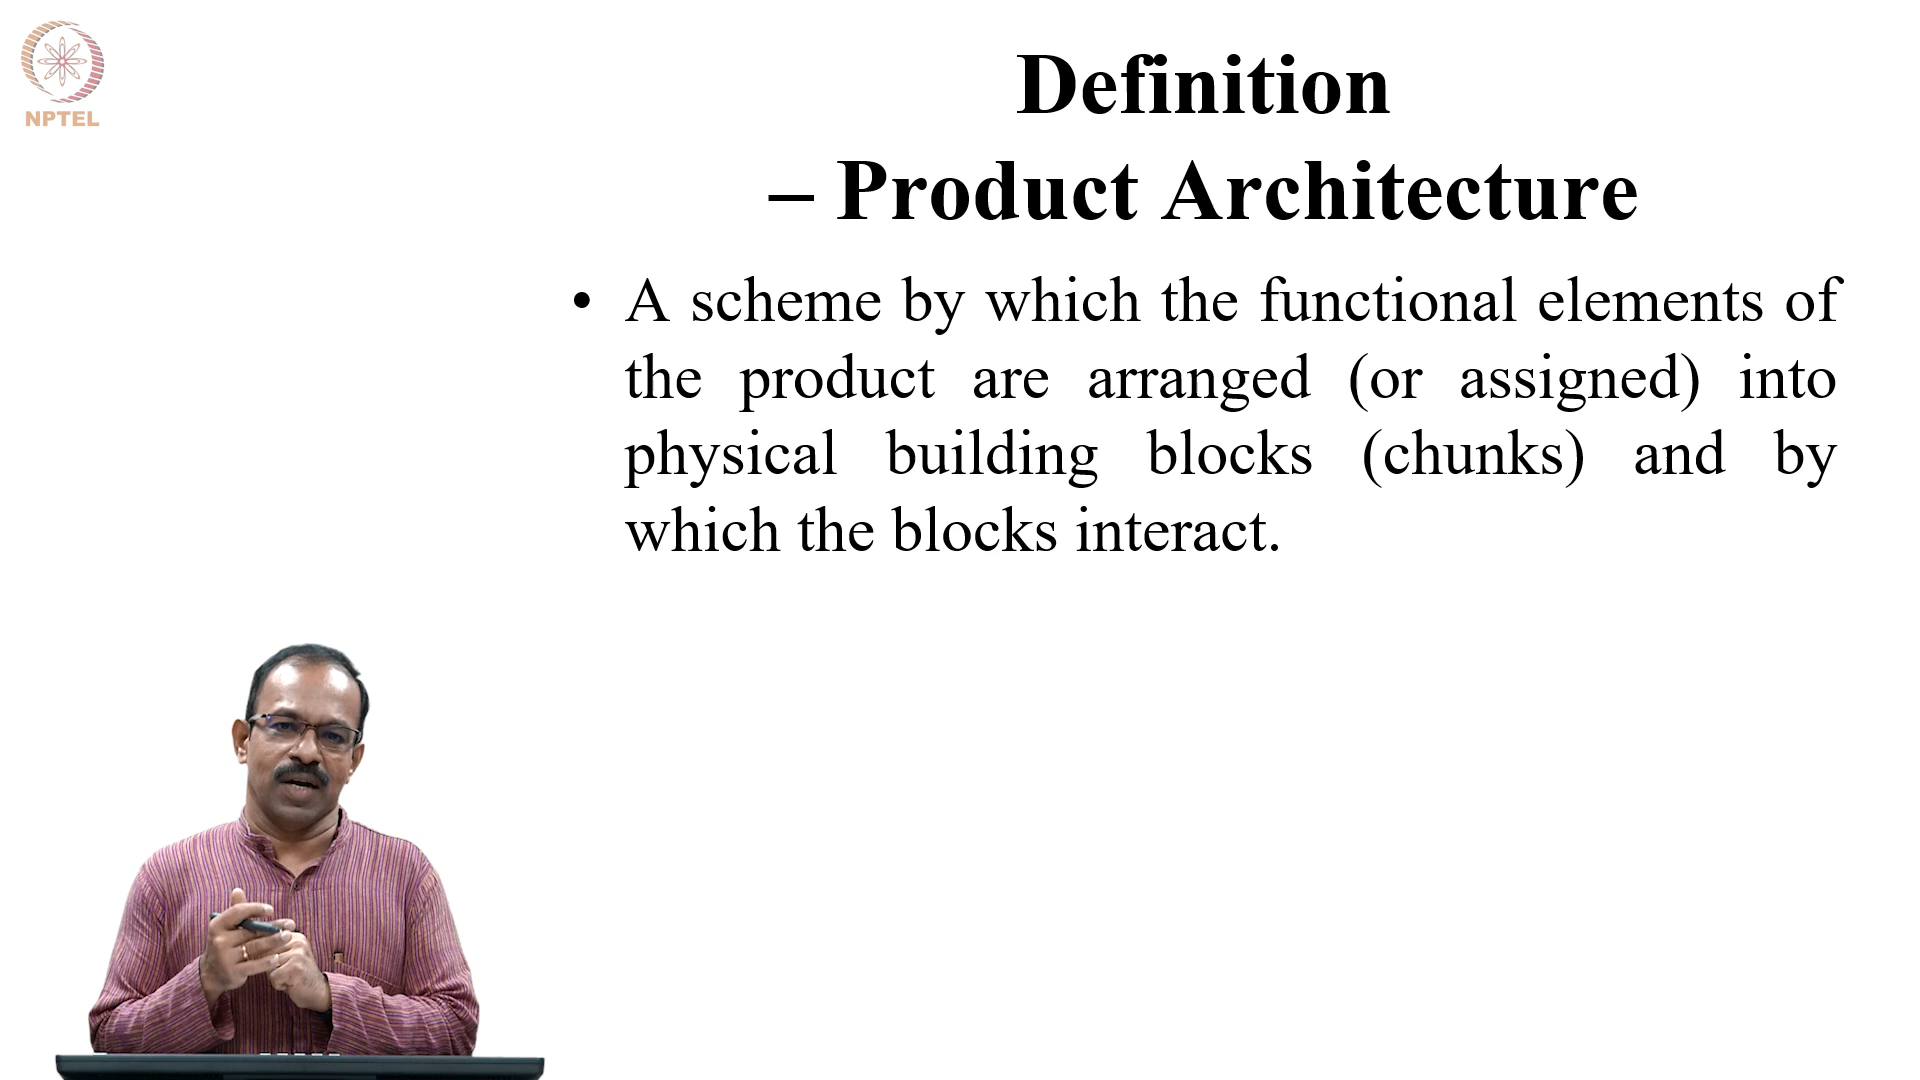 NPTEL
Definition
– Product Architecture
• A scheme by which the functional elements of
the product are arranged (or assigned) into
physical building blocks (chunks) and by
which the blocks interact.